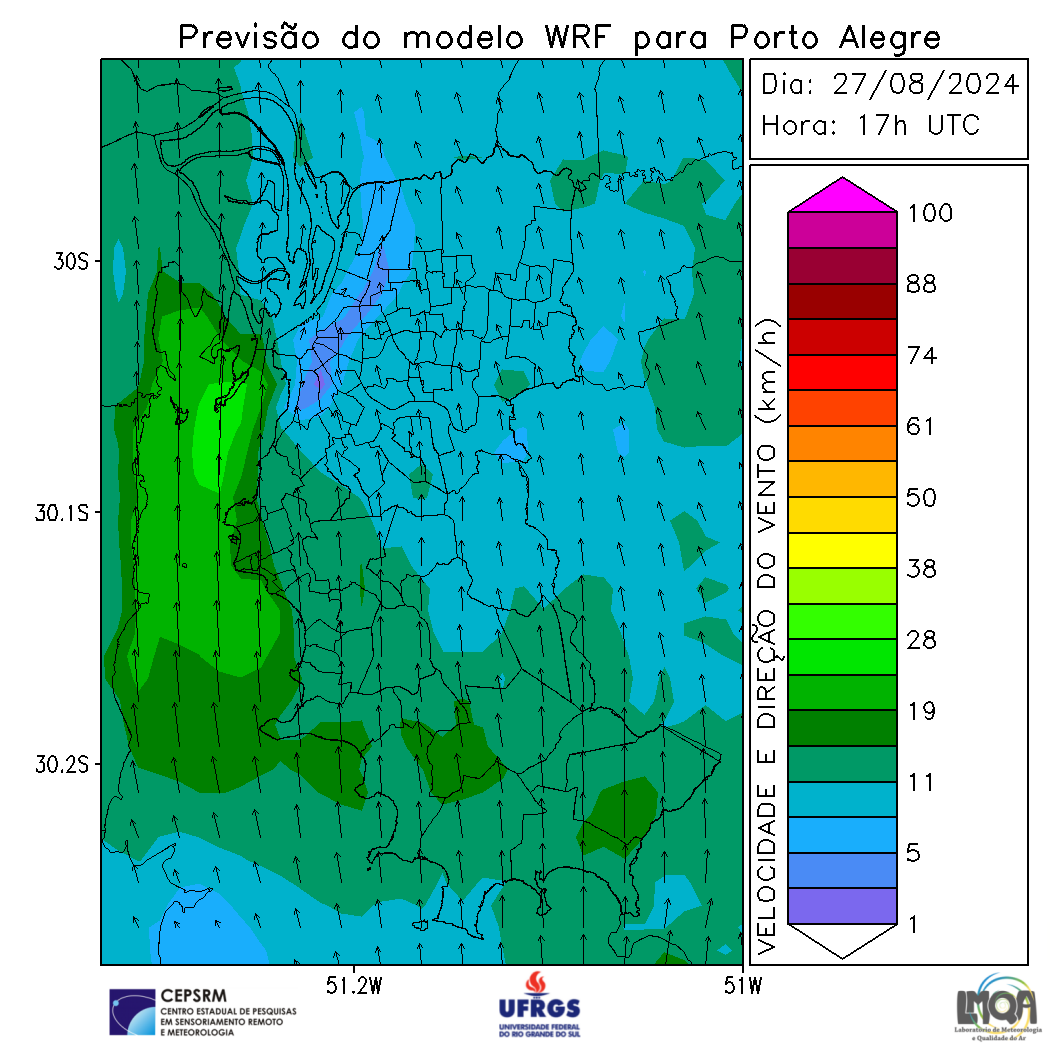 Previsão do modelo WRF para Porto Alegre
Dia: 27/08/2024
Hora: 17h UTC
30S
30.1S
30.2S
51.2W
51W
VELOCIDADE E DIREÇÃO DO VENTO (km/h)
100
88
74
61
50
38
28
19
11
5
1
CEPSRM
CENTRO ESTADUAL DE PESQUISAS
EM SENSORIAMENTO REMOTO
E METEOROLOGIA
UFRGS
UNIVERSIDADE FEDERAL
DO RIO GRANDE DO SUL
LMQA
Laboratório de Meteorologia
e Qualidade do Ar